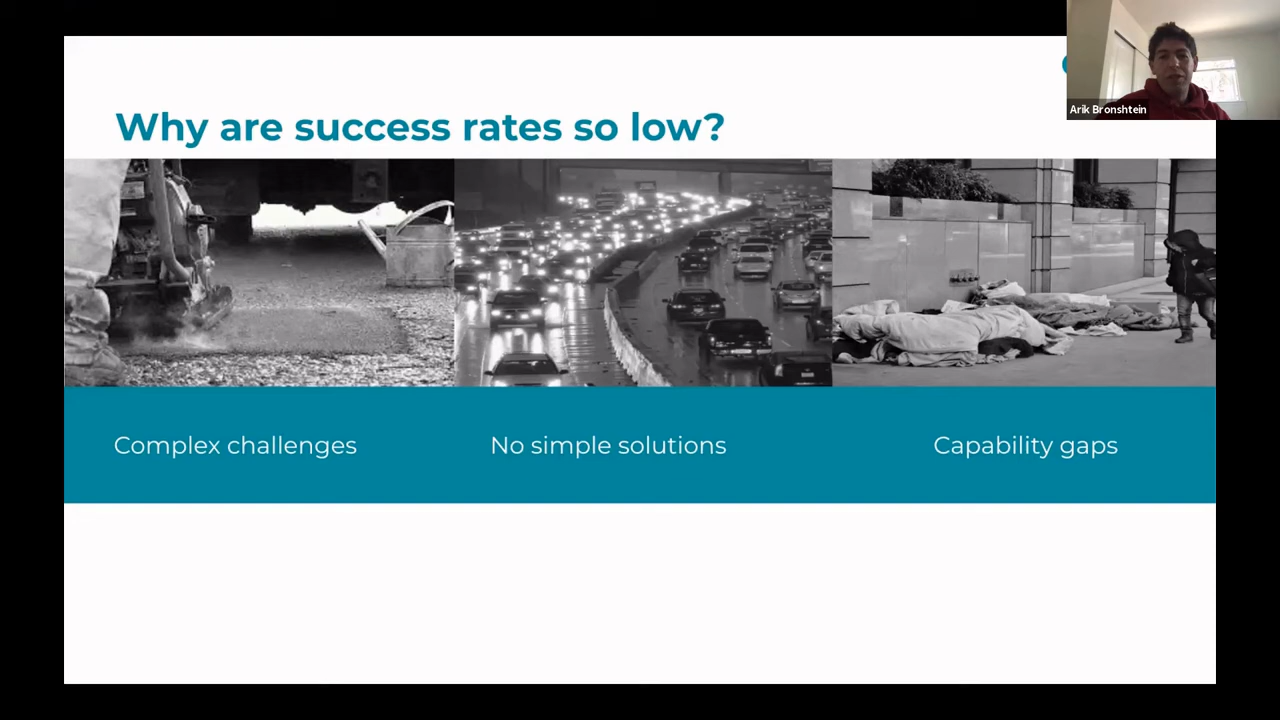 Why are success rates so low?
Arik Bronshtein
Complex challenges
No simple solutions
Capability gaps